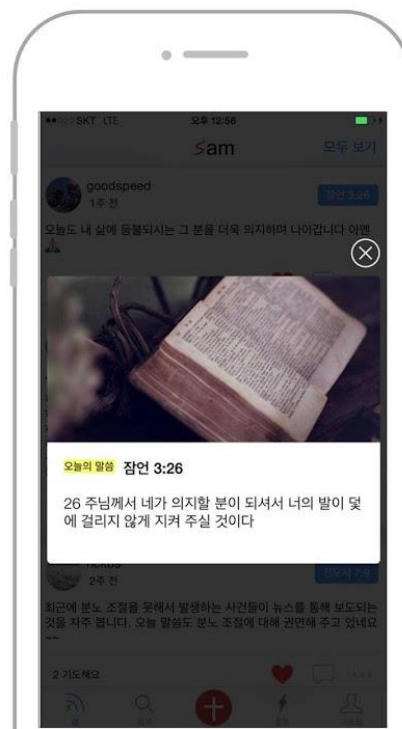 SKT LTE
오후 12:56
Sam
모두 보기
goodspeed
1주 전
잠언 3:26
오늘도 내 삶에 등불되시는 그 분을 더욱 의지하며 나아갑니다 아멘
오늘의 말씀 잠언 3:26
26 주님께서 네가 의지할 분이 되셔서 너의 발이 덫
에 걸리지 않게 지켜 주실 것이다
2주 전
전도서 7:9
최근에 분노 조절을 못해서 발생하는 사건들이 뉴스를 통해 보도되는
것을 자주 봅니다. 오늘 말씀도 분노 조절에 대해 권면해 주고 있네요
~~
2 기도해요
샘